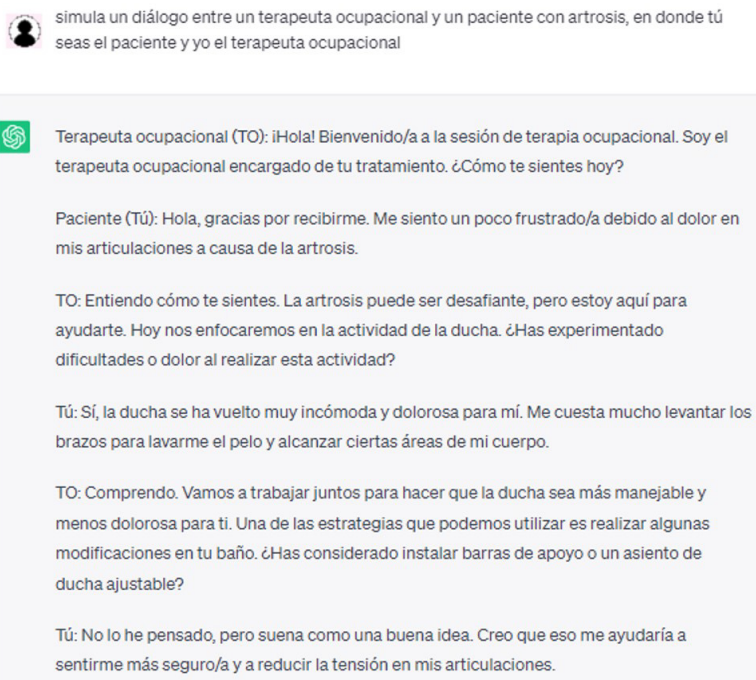 simula un diálogo entre un terapeuta ocupacional y un paciente con artrosis, en donde tú
seas el paciente y yo el terapeuta ocupacional
Terapeuta ocupacional (TO): ¡Hola! Bienvenido/a a la sesión de terapia ocupacional. Soy el
terapeuta ocupacional encargado de tu tratamiento. ¿Cómo te sientes hoy?
Paciente (Tú): Hola, gracias por recibirme. Me siento un poco frustrado/a debido al dolor en
mis articulaciones a causa de la artrosis.
TO: Entiendo cómo te sientes. La artrosis puede ser desafiante, pero estoy aquí para
ayudarte. Hoy nos enfocaremos en la actividad de la ducha. ¿Has experimentado
dificultades o dolor al realizar esta actividad?
Tú: Sí, la ducha se ha vuelto muy incómoda y dolorosa para mí. Me cuesta mucho levantar los
brazos para lavarme el pelo y alcanzar ciertas áreas de mi cuerpo.
TO: Comprendo. Vamos a trabajar juntos para hacer que la ducha sea más manejable y
menos dolorosa para ti. Una de las estrategias que podemos utilizar es realizar algunas
modificaciones en tu baño. ¿Has considerado instalar barras de apoyo o un asiento de
ducha ajustable?
Tú: No lo he pensado, pero suena como una buena idea. Creo que eso me ayudaría a
sentirme más seguro/a y a reducir la tensión en mis articulaciones.